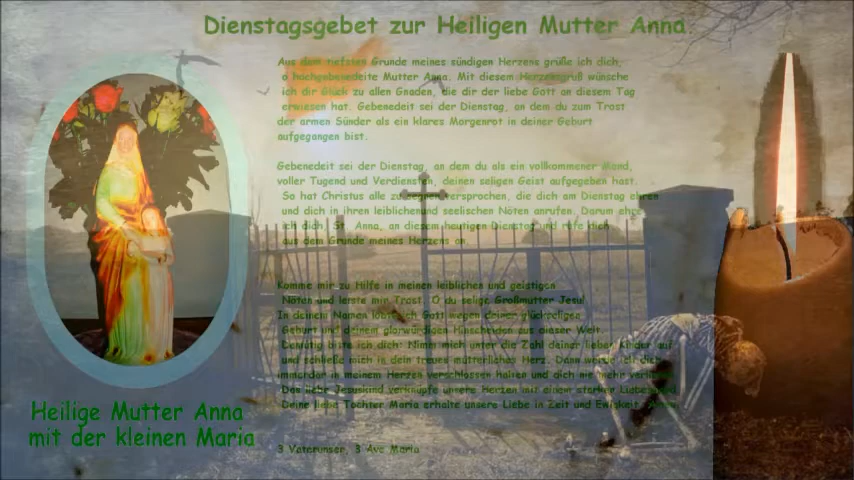 Dienstagsgebet zur Heiligen Mutter Anna
Aus dem tiefsten Grunde meines sündigen Herzens grüße ich dich,
o hochgebenedeite Mutter Anna. Mit diesem Herzensgruß wünsche
ich dir Glück zu allen Gnaden, die dir der liebe Gott an diesem Tag
erwiesen hat. Gebenedeit sei der Dienstag, an dem du zum Trost
der armen Sünder als ein klares Morgenrot in deiner Geburt
aufgegangen bist.
Gebenedeit sei der Dienstag, an dem du als ein vollkommener Mond,
voller Tugend und Verdiensten, deinen seligen Geist aufgegeben hast.
So hat Christus alle zu segnen versprochen, die dich am Dienstag ehren
und dich in ihren leiblichen und seelischen Nöten anrufen. Darum ehre
ich dich, St. Anna, an diesem heutigen Dienstag und rufe dich
aus dem Grunde meines Herzens an.
Komme mir zu Hilfe in meinen leiblichen und geistigen
Nöten und leiste mir Trost. O du selige Großmutter Jesu!
In deinem Namen lobe ich Gott wegen deiner glückseligen
Geburt und deinem glorwürdigen Hinscheiden aus dieser Welt.
Demütig bitte ich dich: Nimm mich unter die Zahl deiner lieben Kinder auf
und schließe mich in dein treues mütterliches Herz. Dann werde ich dich
immerdar in meinem Herzen verschlossen halten und dich nie mehr
Das liebe Jesuskind verknüpfe unsere Herzen mit einem starken
Deine liebe Tochter Maria erhalte unsere Liebe in Zeit und Ewigkeit.
3 Vaterunser, 3 Ave Maria
Heilige Mutter Anna
mit der kleinen Maria